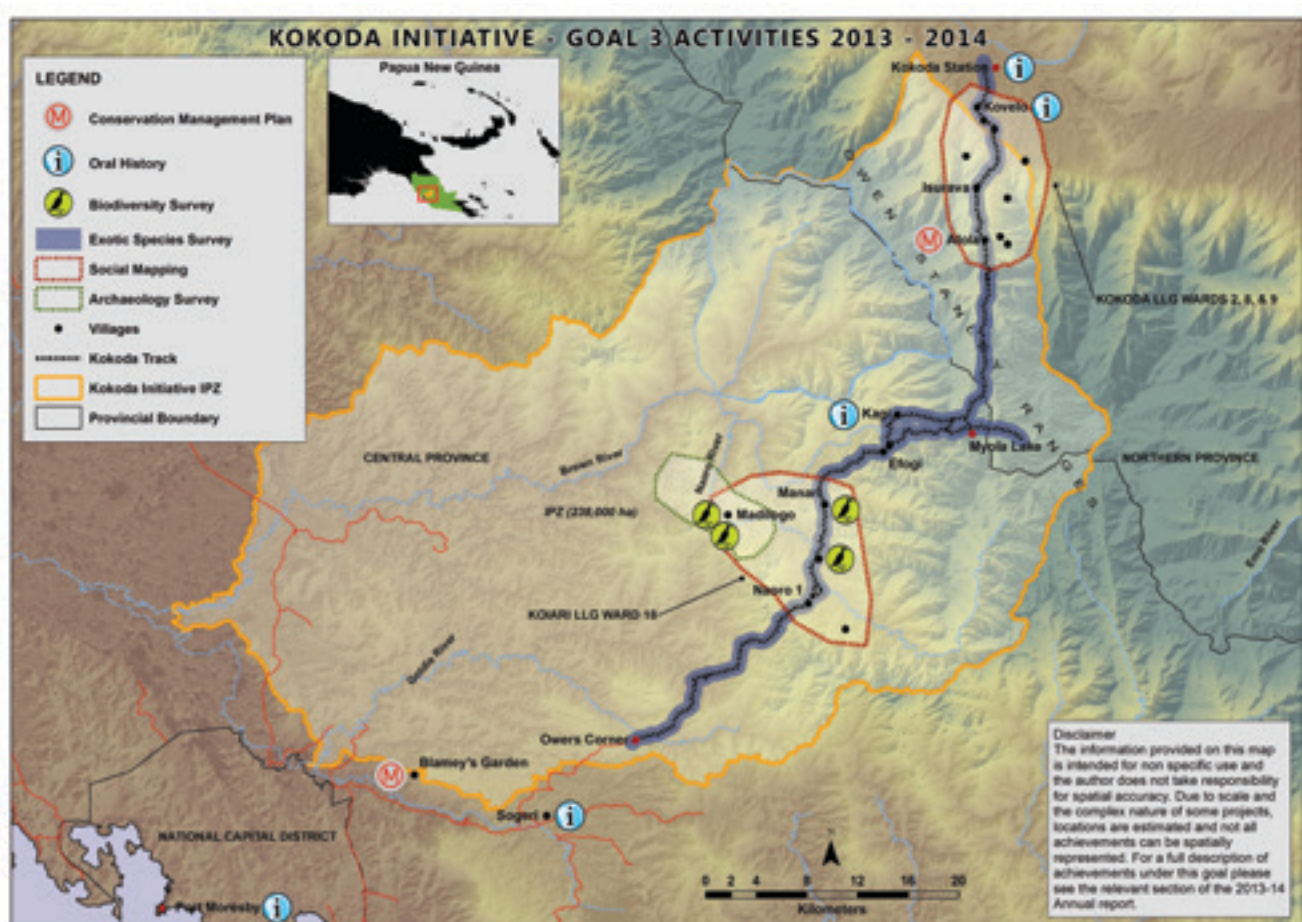 KOKODA INITIATIVE - GOAL 3 ACTIVITIES 2013 - 2014
LEGEND
M Conservation Management Plan
i Oral History
Biodiversity Survey
Exotic Species Survey
Social Mapping
Archaeology Survey
Villages
Kokoda Track
Kokoda Initiative IPZ
Provincial Boundary
Papua New Guinea
Kokoda Station i
Kovelo i
Isurava
M Alola
OWEN STANLEY RANGES
KOKODA LLG WARDS 2, 8, & 9
i Kagi
Myola Lake
Efogi
CENTRAL PROVINCE
NORTHERN PROVINCE
Brown River
Naoro River
Manari
IPZ (238,000 ha)
Madilogo
Naoro 1
KOIARI LLG WARD 16
Goldie River
Owers Corner
M Blamey's Garden
Sogeri i
NATIONAL CAPITAL DISTRICT
Port Moresby i
N
0 2 4 8 12 16 20
Kilometers
Disclaimer
The information provided on this map
is intended for non specific use and
the author does not take responsibility
for spatial accuracy. Due to scale and
the complex nature of some projects,
locations are estimated and not all
achievements can be spatially
represented. For a full description of
achievements under this goal please
see the relevant section of the 2013-14
Annual report.